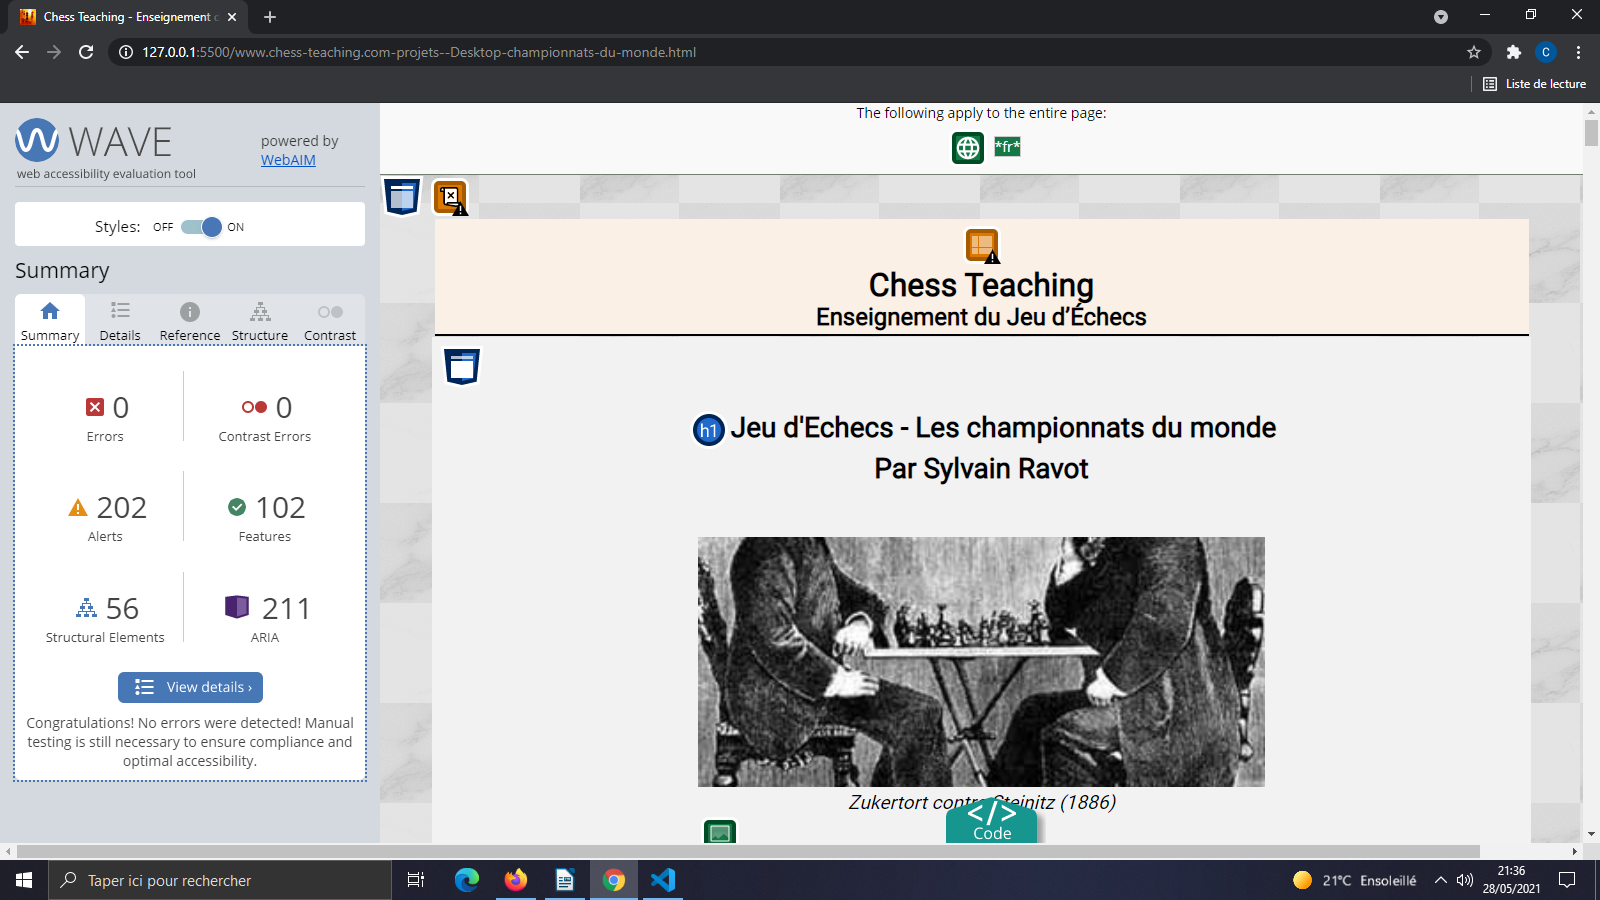 Chess Teaching - Enseignement d
127.0.0.1:5500/www.chess-teaching.com-projets--Desktop-championnats-du-monde.html
C
Liste de lecture
WAVE
web accessibility evaluation tool
powered by
WebAIM
Styles: OFF ON
Summary
Summary Details Reference Structure Contrast
0
Errors
0
Contrast Errors
202
Alerts
102
Features
56
Structural Elements
211
ARIA
View details ›
Congratulations! No errors were detected! Manual
testing is still necessary to ensure compliance and
optimal accessibility.
The following apply to the entire page:
*fr*
Chess Teaching
Enseignement du Jeu d’Échecs
h1 Jeu d'Echecs - Les championnats du monde
Par Sylvain Ravot
Zukertort contre Steinitz (1886)
</>
Code
Taper ici pour rechercher
21°C Ensoleillé
21:36
28/05/2021